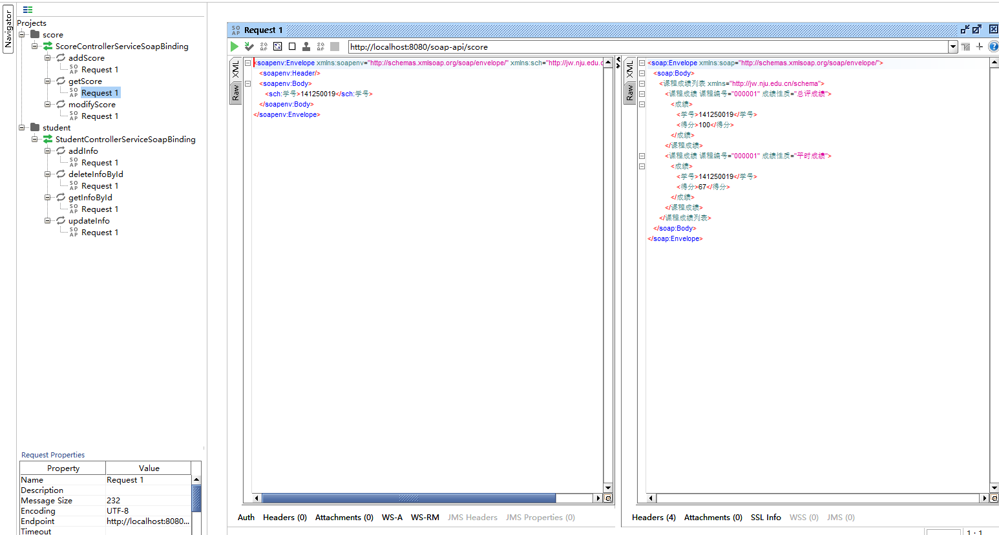 Navigator
Projects
score
ScoreControllerServiceSoapBinding
addScore
SOAP Request 1
getScore
SOAP Request 1
modifyScore
SOAP Request 1
student
StudentControllerServiceSoapBinding
addInfo
SOAP Request 1
deleteInfoById
SOAP Request 1
getInfoById
SOAP Request 1
updateInfo
SOAP Request 1
Request Properties
Property Value
Name Request 1
Description
Message Size 232
Encoding UTF-8
Endpoint http://localhost:8080...
Timeout
SOAP Request 1
http://localhost:8080/soap-api/score
XML
Raw
<soapenv:Envelope xmlns:soapenv="http://schemas.xmlsoap.org/soap/envelope/" xmlns:sch="http://jw.nju.edu.c
<soapenv:Header/>
<soapenv:Body>
<sch:学号>141250019</sch:学号>
</soapenv:Body>
</soapenv:Envelope>
Auth Headers (0) Attachments (0) WS-A WS-RM JMS Headers JMS Properties (0)
XML
Raw
<soap:Envelope xmlns:soap="http://schemas.xmlsoap.org/soap/envelope/">
<soap:Body>
<课程成绩列表 xmlns="http://jw.nju.edu.cn/schema">
<课程成绩 课程编号="000001" 成绩性质="总评成绩">
<成绩>
<学号>141250019</学号>
<得分>100</得分>
</成绩>
</课程成绩>
<课程成绩 课程编号="000001" 成绩性质="平时成绩">
<成绩>
<学号>141250019</学号>
<得分>67</得分>
</成绩>
</课程成绩>
</课程成绩列表>
</soap:Body>
</soap:Envelope>
Headers (4) Attachments (0) SSL Info WSS (0) JMS (0)
1 : 1